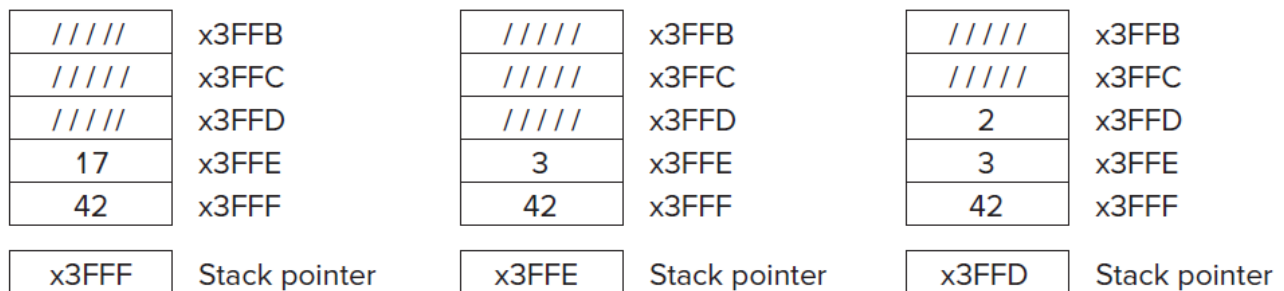 ///// x3FFB ///// x3FFB ///// x3FFB
///// x3FFC ///// x3FFC ///// x3FFC
///// x3FFD ///// x3FFD 2 x3FFD
17 x3FFE 3 x3FFE 3 x3FFE
42 x3FFF 42 x3FFF 42 x3FFF
x3FFF Stack pointer x3FFE Stack pointer x3FFD Stack pointer